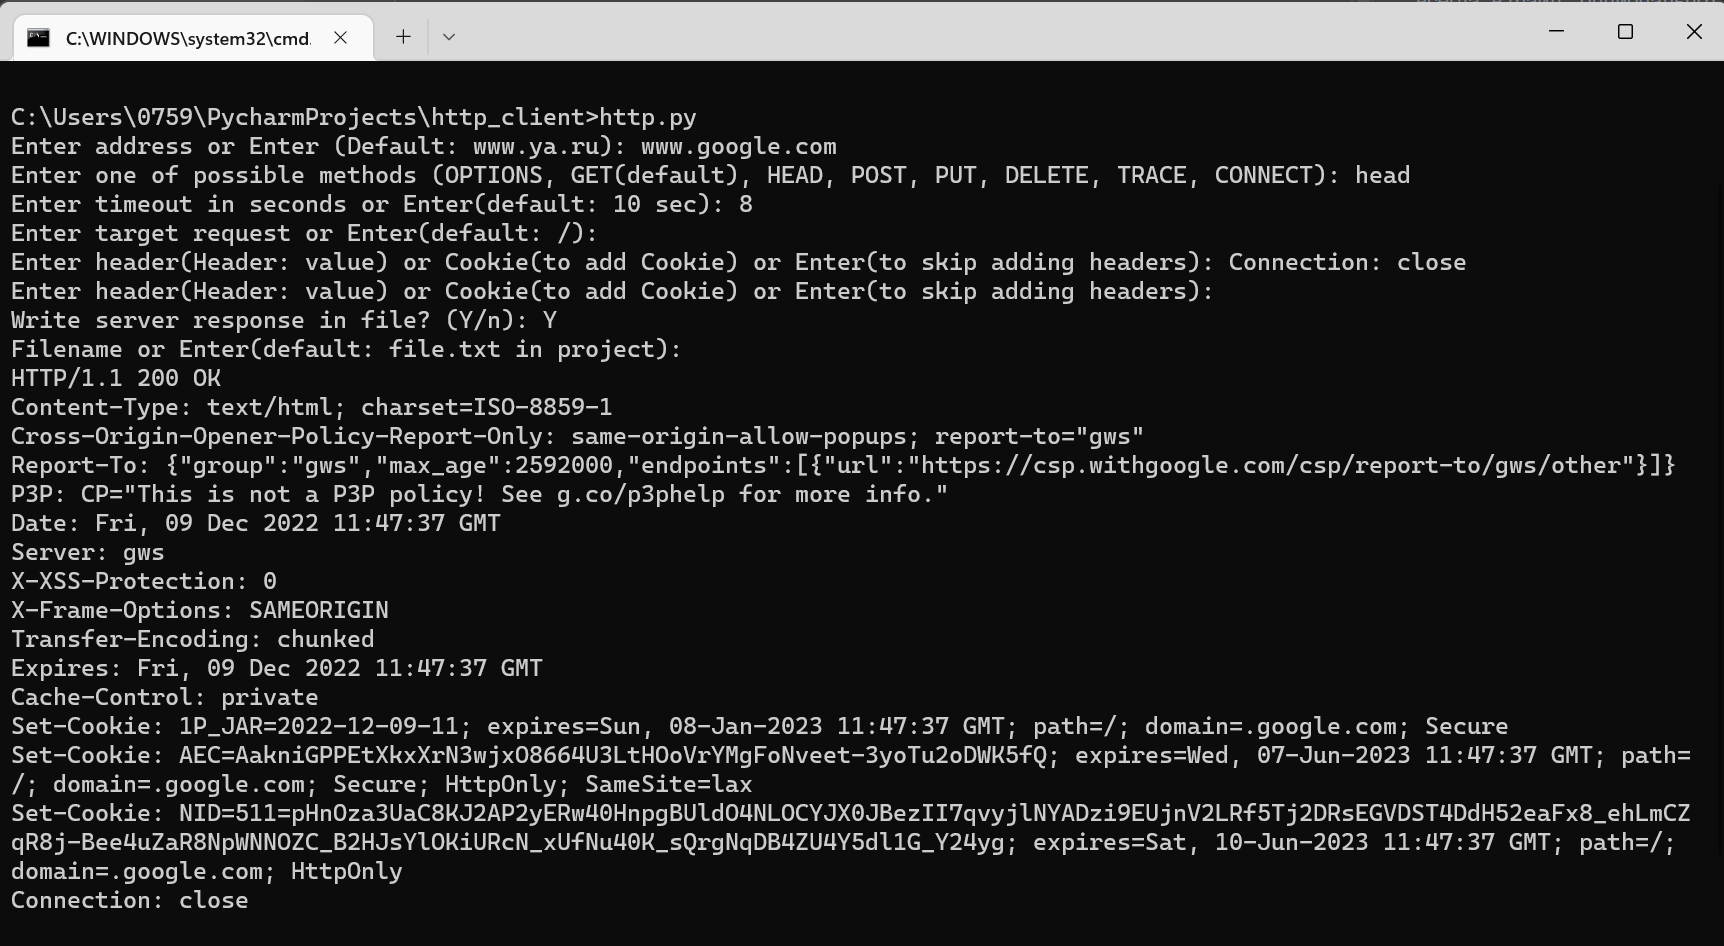 C:\WINDOWS\system32\cmd.
C:\Users\0759\PycharmProjects\http_client>http.py
Enter address or Enter (Default: www.ya.ru): www.google.com
Enter one of possible methods (OPTIONS, GET(default), HEAD, POST, PUT, DELETE, TRACE, CONNECT): head
Enter timeout in seconds or Enter(default: 10 sec): 8
Enter target request or Enter(default: /):
Enter header(Header: value) or Cookie(to add Cookie) or Enter(to skip adding headers): Connection: close
Enter header(Header: value) or Cookie(to add Cookie) or Enter(to skip adding headers):
Write server response in file? (Y/n): Y
Filename or Enter(default: file.txt in project):
HTTP/1.1 200 OK
Content-Type: text/html; charset=ISO-8859-1
Cross-Origin-Opener-Policy-Report-Only: same-origin-allow-popups; report-to="gws"
Report-To: {"group":"gws","max_age":2592000,"endpoints":[{"url":"https://csp.withgoogle.com/csp/report-to/gws/other"}]}
P3P: CP="This is not a P3P policy! See g.co/p3phelp for more info."
Date: Fri, 09 Dec 2022 11:47:37 GMT
Server: gws
X-XSS-Protection: 0
X-Frame-Options: SAMEORIGIN
Transfer-Encoding: chunked
Expires: Fri, 09 Dec 2022 11:47:37 GMT
Cache-Control: private
Set-Cookie: 1P_JAR=2022-12-09-11; expires=Sun, 08-Jan-2023 11:47:37 GMT; path=/; domain=.google.com; Secure
Set-Cookie: AEC=AakniGPPEtXkxXrN3wjxO8664U3LtHOoVrYMgFoNveet-3yoTu2oDWK5fQ; expires=Wed, 07-Jun-2023 11:47:37 GMT; path=
/; domain=.google.com; Secure; HttpOnly; SameSite=lax
Set-Cookie: NID=511=pHnOza3UaC8KJ2AP2yERw40HnpgBUldO4NLOCYJX0JBezII7qvyjlNYADzi9EUjnV2LRf5Tj2DRsEGVDST4DdH52eaFx8_ehLmCZ
qR8j-Bee4uZaR8NpWNNOZC_B2HJsYlOKiURcN_xUfNu40K_sQrgNqDB4ZU4Y5dl1G_Y24yg; expires=Sat, 10-Jun-2023 11:47:37 GMT; path=/;
domain=.google.com; HttpOnly
Connection: close